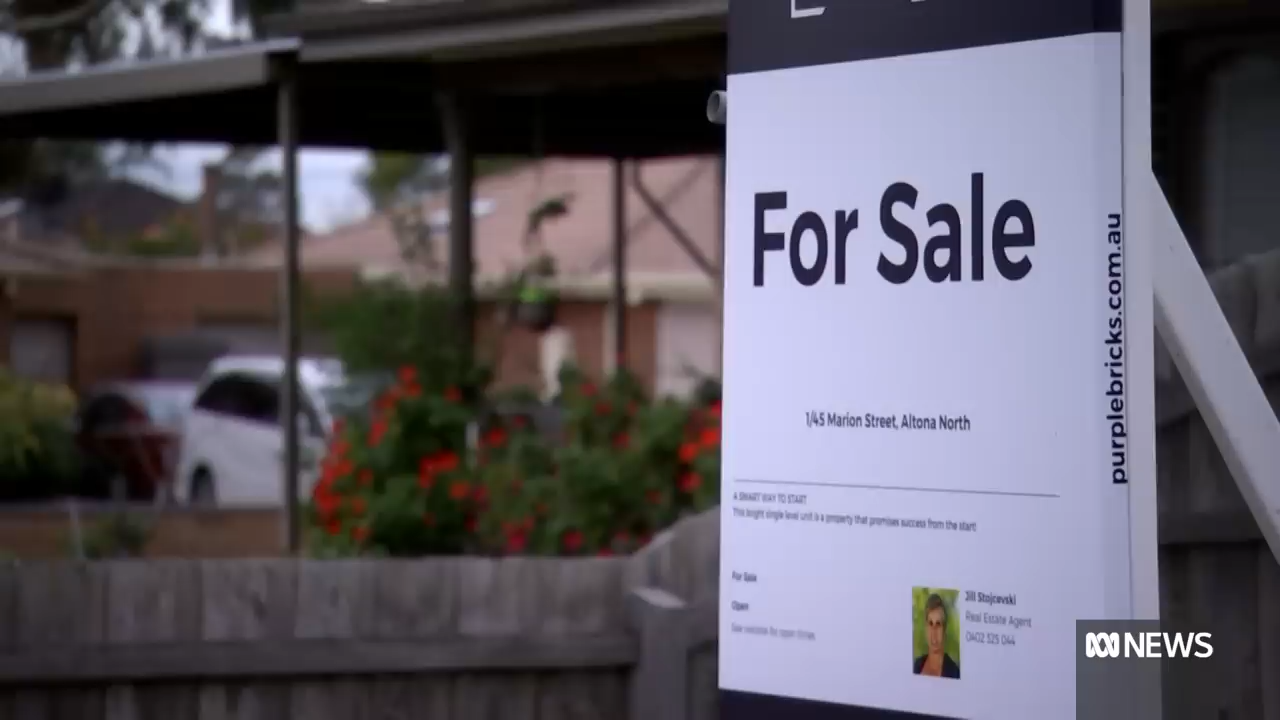 For Sale
purplebricks.com.au
1/45 Marion Street, Altona North
A SMART WAY TO START
This bright single level unit is a property that promises success from the start!
For Sale
Open
See website for open times
Jill Stojcevski
Real Estate Agent
0402 325 044
NEWS